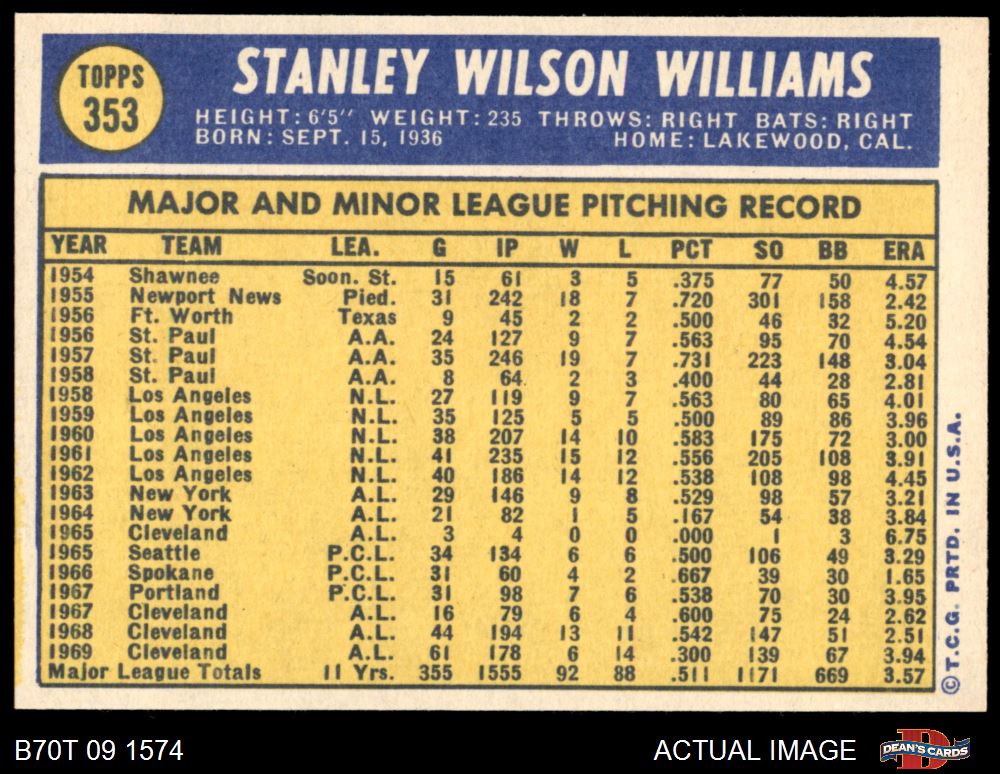 TOPPS
353
STANLEY WILSON WILLIAMS
HEIGHT: 6'5" WEIGHT: 235 THROWS: RIGHT BATS: RIGHT
BORN: SEPT. 15, 1936 HOME: LAKEWOOD, CAL.
MAJOR AND MINOR LEAGUE PITCHING RECORD
YEAR TEAM LEA. G IP W L PCT SO BB ERA
1954 Shawnee Soon. St. 15 61 3 5 .375 77 50 4.57
1955 Newport News Pied. 31 242 18 7 .720 301 158 2.42
1956 Ft. Worth Texas 9 45 2 2 .500 46 32 5.20
1956 St. Paul A.A. 24 127 9 7 .563 95 70 4.54
1957 St. Paul A.A. 35 246 19 7 .731 223 148 3.04
1958 St. Paul A.A. 8 64 2 3 .400 44 28 2.81
1958 Los Angeles N.L. 27 119 9 7 .563 80 65 4.01
1959 Los Angeles N.L. 35 125 5 5 .500 89 86 3.96
1960 Los Angeles N.L. 38 207 14 10 .583 175 72 3.00
1961 Los Angeles N.L. 41 235 15 12 .556 205 108 3.91
1962 Los Angeles N.L. 40 186 14 12 .538 108 98 4.45
1963 New York A.L. 29 146 9 8 .529 98 57 3.21
1964 New York A.L. 21 82 1 5 .167 54 38 3.84
1965 Cleveland A.L. 3 4 0 0 .000 1 3 6.75
1965 Seattle P.C.L. 34 134 6 6 .500 106 49 3.29
1966 Spokane P.C.L. 31 60 4 2 .667 39 30 1.65
1967 Portland P.C.L. 31 98 7 6 .538 70 30 3.95
1967 Cleveland A.L. 16 79 6 4 .600 75 24 2.62
1968 Cleveland A.L. 44 194 13 11 .542 147 51 2.51
1969 Cleveland A.L. 61 178 6 14 .300 139 67 3.94
Major League Totals 11 Yrs. 355 1555 92 88 .511 1171 669 3.57
© T.C.G. PRTD. IN U.S.A.
B70T 09 1574 ACTUAL IMAGE
B
DEAN'S CARDS